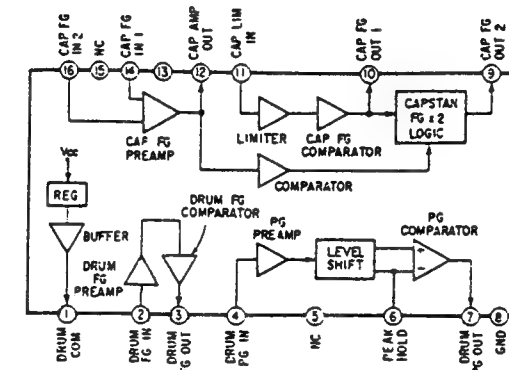 CAP FG IN 2
NC
CAP FG IN 1
CAP AMP OUT
CAP LIM IN
CAP FG OUT 1
CAP FG OUT 2
16
15
14
13
12
11
10
9
CAP FG PREAMP
LIMITER
CAP FG COMPARATOR
CAPSTAN FG x 2 LOGIC
COMPARATOR
Vcc
REG
BUFFER
DRUM FG PREAMP
DRUM FG COMPARATOR
PG PREAMP
LEVEL SHIFT
PG COMPARATOR
+
−
1
2
3
4
5
6
7
8
DRUM COM
DRUM FG IN
DRUM FG OUT
DRUM PG IN
NC
PEAK HOLD
DRUM PG OUT
GND